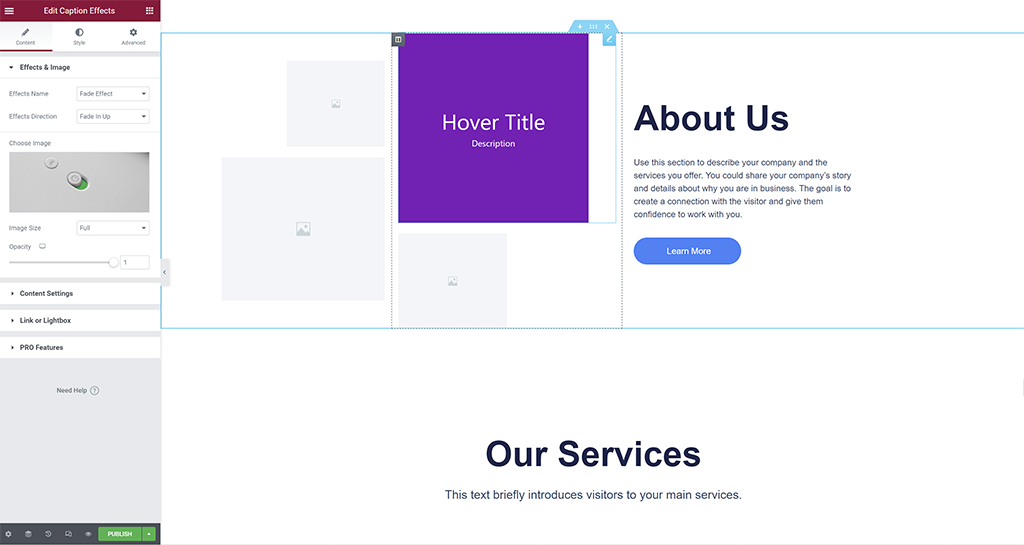 Edit Caption Effects
Content
Style
Advanced
Effects & Image
Effects Name
Fade Effect
Effects Direction
Fade In Up
Choose Image
Image Size
Full
Opacity
1
Content Settings
Link or Lightbox
PRO Features
Need Help
PUBLISH
Hover Title
Description
About Us
Use this section to describe your company and the
services you offer. You could share your company's story
and details about why you are in business. The goal is to
create a connection with the visitor and give them
confidence to work with you.
Learn More
Our Services
This text briefly introduces visitors to your main services.